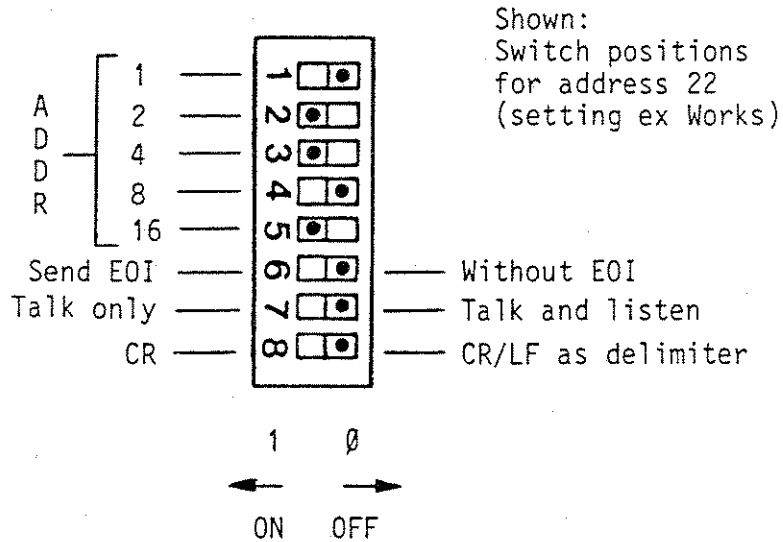 Shown:
Switch positions
for address 22
(setting ex Works)
ADDR
1 1
2 2
4 3
8 4
16 5
Send EOI 6 Without EOI
Talk only 7 Talk and listen
CR 8 CR/LF as delimiter
1 Ø
ON OFF